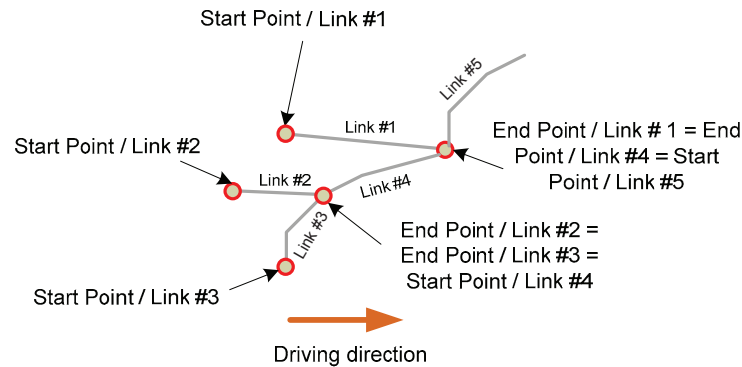 Start Point / Link #1
Link #5
Link #1
End Point / Link # 1 = End
Point / Link #4 = Start
Point / Link #5
Start Point / Link #2
Link #2
Link #4
Link #3
End Point / Link #2 =
End Point / Link #3 =
Start Point / Link #4
Start Point / Link #3
Driving direction